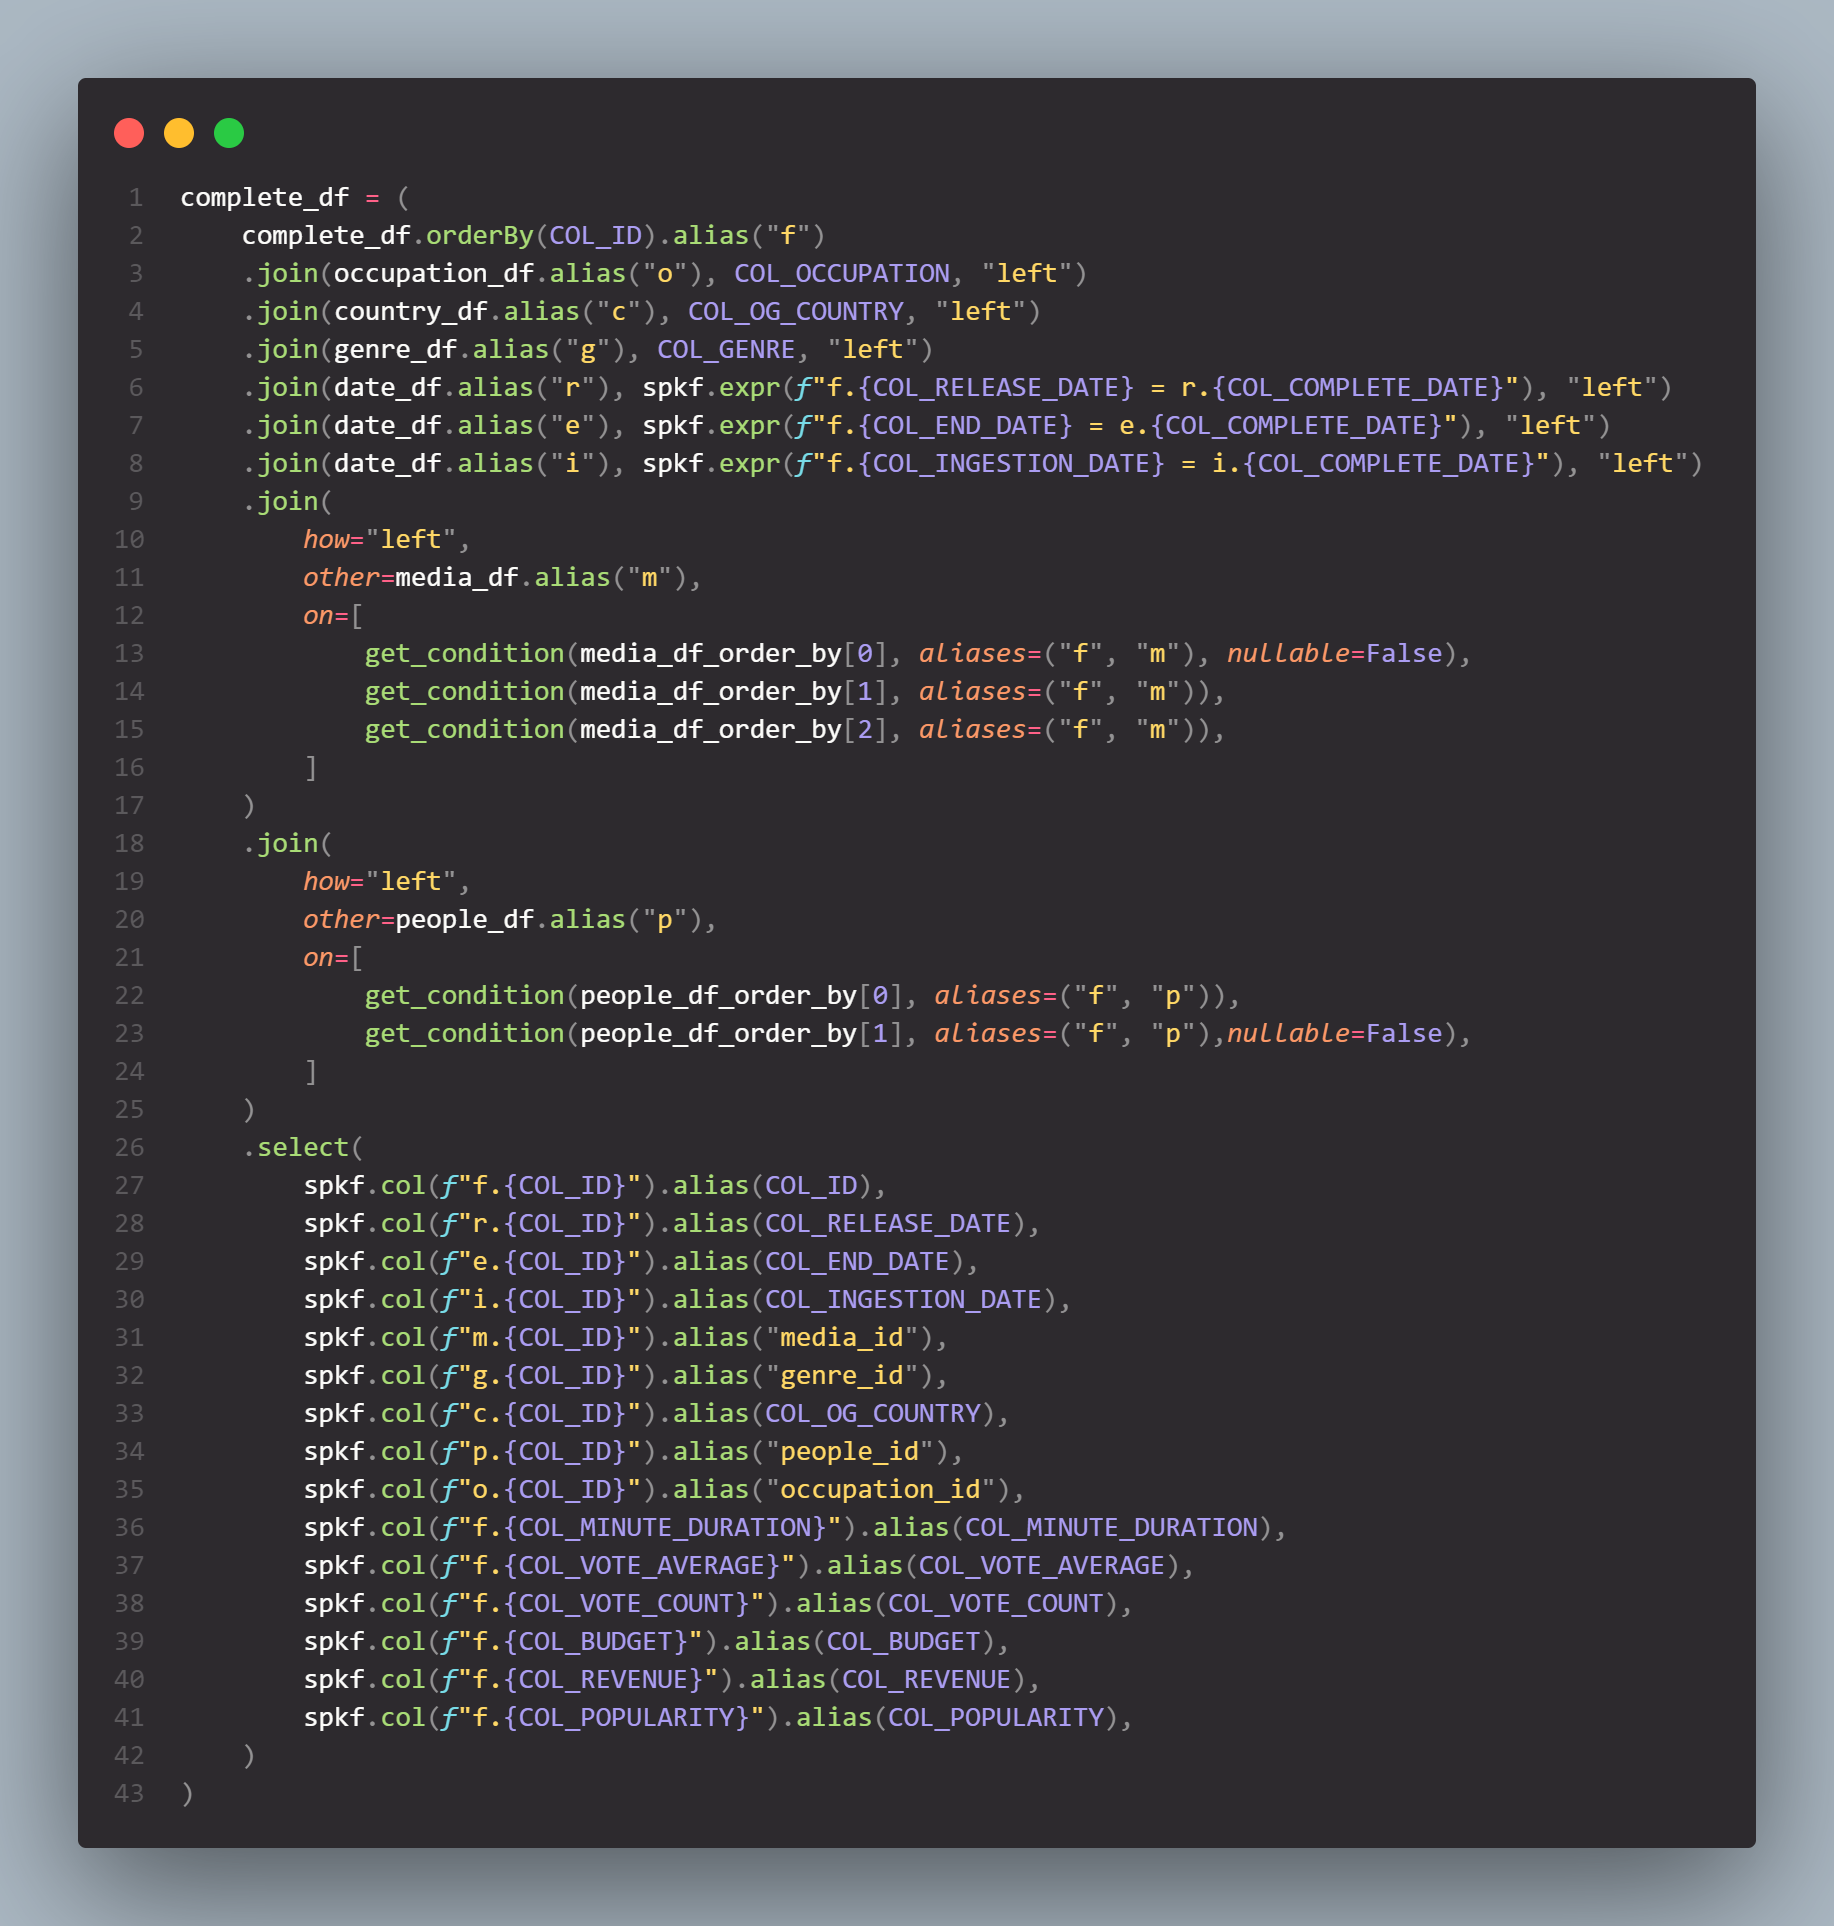 1 complete_df = (
2     complete_df.orderBy(COL_ID).alias("f")
3     .join(occupation_df.alias("o"), COL_OCCUPATION, "left")
4     .join(country_df.alias("c"), COL_OG_COUNTRY, "left")
5     .join(genre_df.alias("g"), COL_GENRE, "left")
6     .join(date_df.alias("r"), spkf.expr(f"f.{COL_RELEASE_DATE} = r.{COL_COMPLETE_DATE}"), "left")
7     .join(date_df.alias("e"), spkf.expr(f"f.{COL_END_DATE} = e.{COL_COMPLETE_DATE}"), "left")
8     .join(date_df.alias("i"), spkf.expr(f"f.{COL_INGESTION_DATE} = i.{COL_COMPLETE_DATE}"), "left")
9     .join(
10         how="left",
11         other=media_df.alias("m"),
12         on=[
13             get_condition(media_df_order_by[0], aliases=("f", "m"), nullable=False),
14             get_condition(media_df_order_by[1], aliases=("f", "m")),
15             get_condition(media_df_order_by[2], aliases=("f", "m")),
16         ]
17     )
18     .join(
19         how="left",
20         other=people_df.alias("p"),
21         on=[
22             get_condition(people_df_order_by[0], aliases=("f", "p")),
23             get_condition(people_df_order_by[1], aliases=("f", "p"),nullable=False),
24         ]
25     )
26     .select(
27         spkf.col(f"f.{COL_ID}").alias(COL_ID),
28         spkf.col(f"r.{COL_ID}").alias(COL_RELEASE_DATE),
29         spkf.col(f"e.{COL_ID}").alias(COL_END_DATE),
30         spkf.col(f"i.{COL_ID}").alias(COL_INGESTION_DATE),
31         spkf.col(f"m.{COL_ID}").alias("media_id"),
32         spkf.col(f"g.{COL_ID}").alias("genre_id"),
33         spkf.col(f"c.{COL_ID}").alias(COL_OG_COUNTRY),
34         spkf.col(f"p.{COL_ID}").alias("people_id"),
35         spkf.col(f"o.{COL_ID}").alias("occupation_id"),
36         spkf.col(f"f.{COL_MINUTE_DURATION}").alias(COL_MINUTE_DURATION),
37         spkf.col(f"f.{COL_VOTE_AVERAGE}").alias(COL_VOTE_AVERAGE),
38         spkf.col(f"f.{COL_VOTE_COUNT}").alias(COL_VOTE_COUNT),
39         spkf.col(f"f.{COL_BUDGET}").alias(COL_BUDGET),
40         spkf.col(f"f.{COL_REVENUE}").alias(COL_REVENUE),
41         spkf.col(f"f.{COL_POPULARITY}").alias(COL_POPULARITY),
42     )
43 )